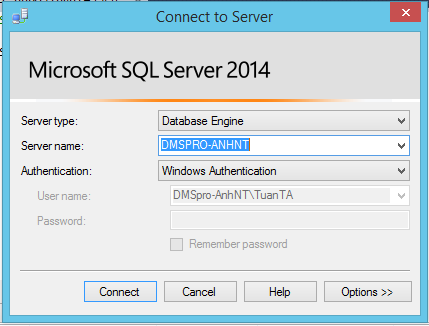 Connect to Server
Microsoft SQL Server 2014
Server type: Database Engine
Server name: DMSPRO-ANHNT
Authentication: Windows Authentication
User name: DMSpro-AnhNT\TuanTA
Password:
Remember password
Connect Cancel Help Options >>